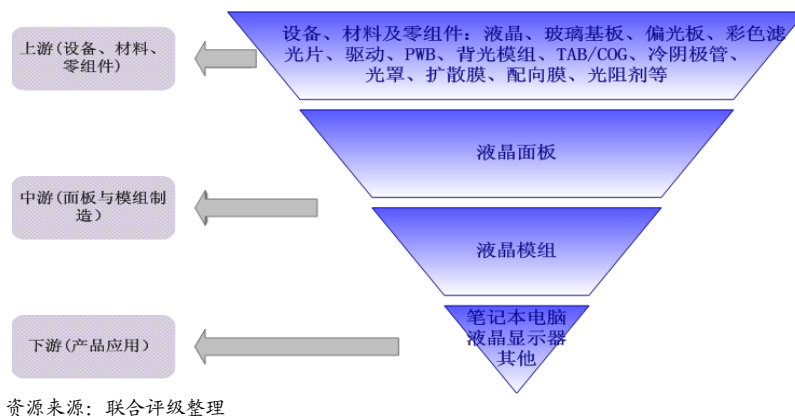 上游(设备、材料、
零组件)
设备、材料及零组件：液晶、玻璃基板、偏光板、彩色滤
光片、驱动、PWB、背光模组、TAB/COG、冷阴极管、
光罩、扩散膜、配向膜、光阻剂等
液晶面板
中游(面板与模组制
造）
液晶模组
下游(产品应用）
笔记本电脑
液晶显示器
其他
资源来源：联合评级整理